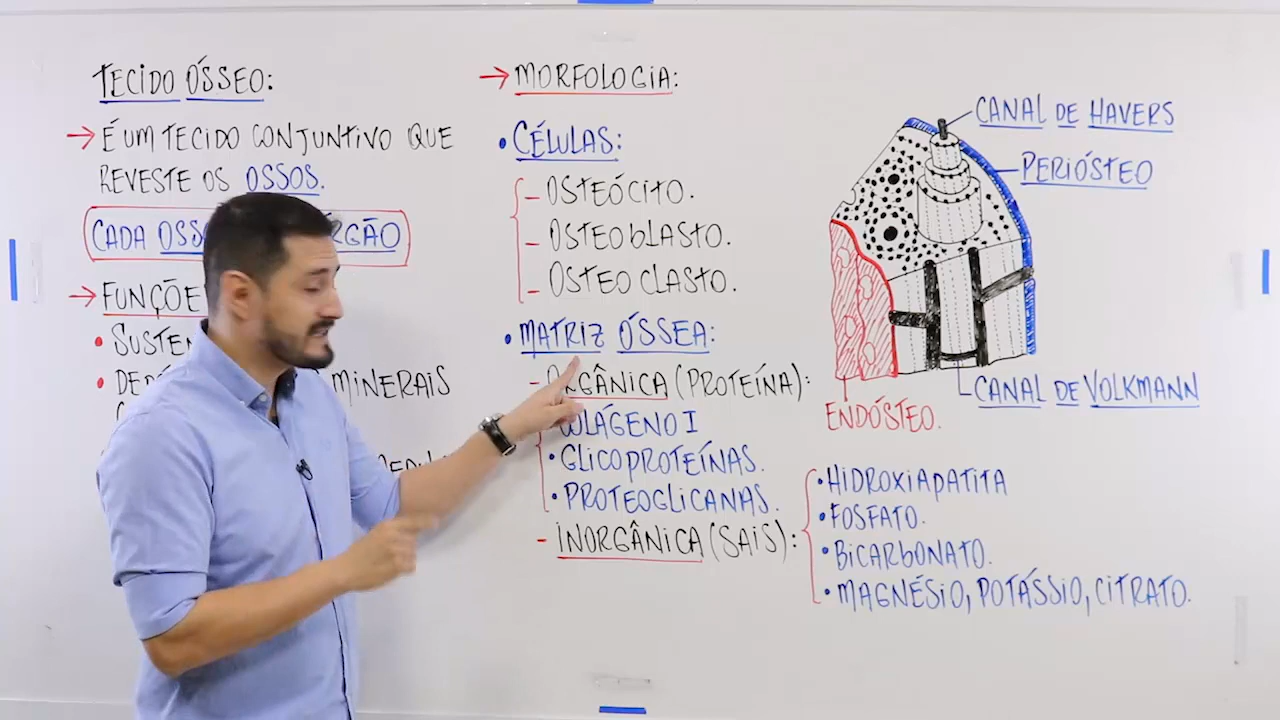 TECIDO ÓSSEO:
→ É UM TECIDO CONJUNTIVO QUE
REVESTE OS OSSOS.
CADA
→ FUNÇÕE
•
• MINERAIS
→ MORFOLOGIA:
• CÉLULAS:
- OSTEÓCITO.
- OSTEOBLASTO.
- OSTEOCLASTO.
• MATRIZ ÓSSEA:
- ORGÂNICA (PROTEÍNA):
COLÁGENO I
• GLICOPROTEÍNAS.
• PROTEOGLICANAS.
- INORGÂNICA (SAIS):
• HIDROXIAPATITA
• FOSFATO.
• BICARBONATO.
• MAGNÉSIO, POTÁSSIO, CITRATO.
CANAL DE HAVERS
PERIÓSTEO
CANAL DE VOLKMANN
ENDÓSTEO.